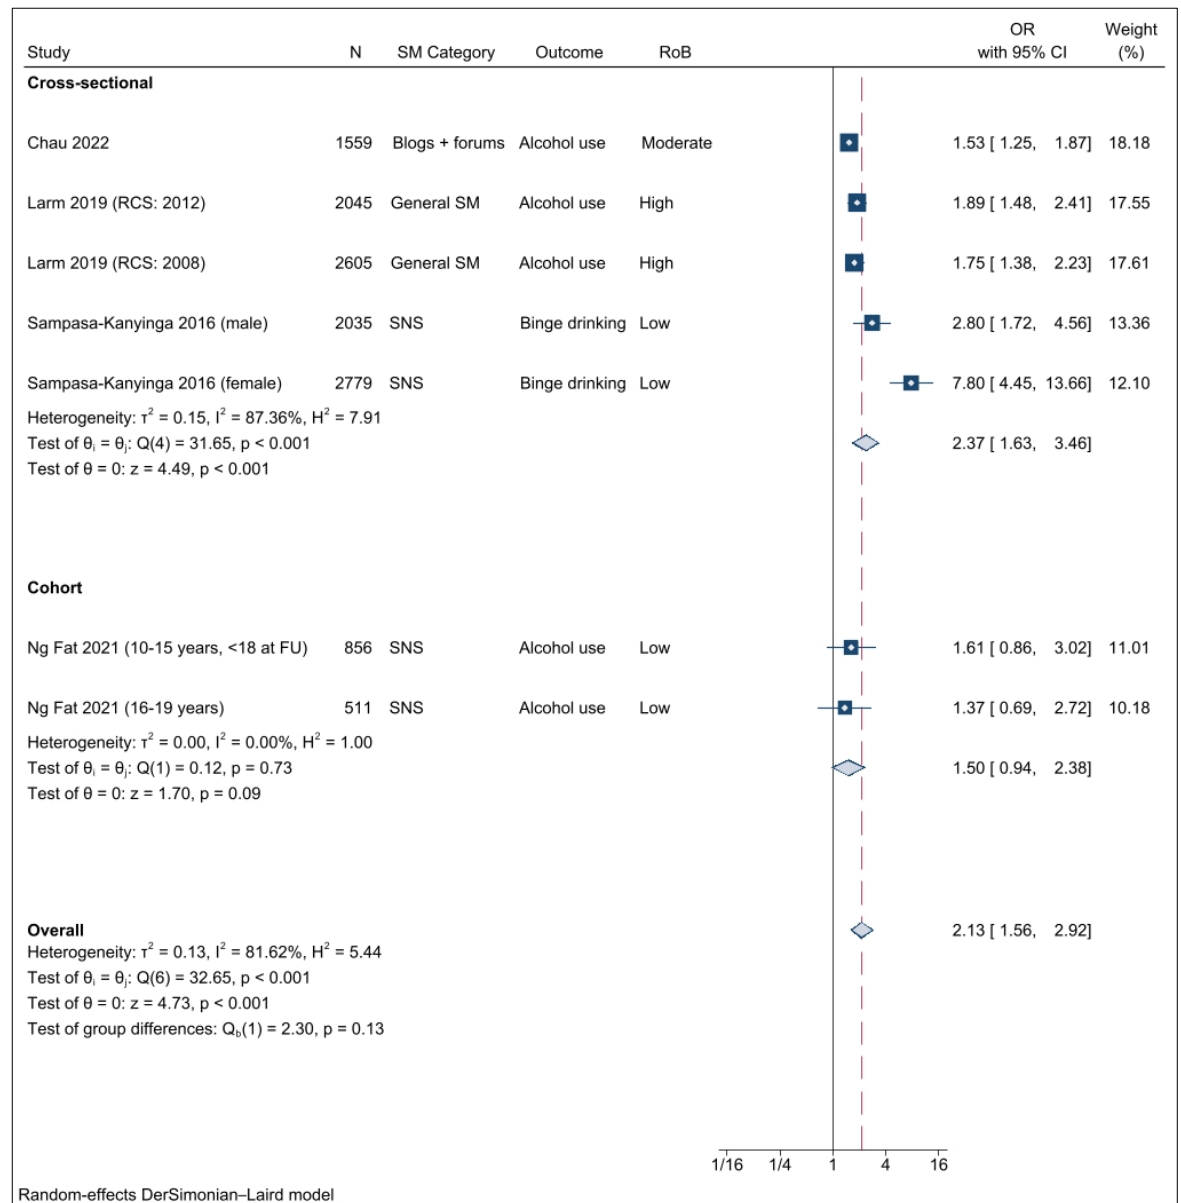 OR Weight
Study N SM Category Outcome RoB with 95% CI (%)
Cross-sectional
Chau 2022 1559 Blogs + forums Alcohol use Moderate 1.53 [ 1.25, 1.87] 18.18
Larm 2019 (RCS: 2012) 2045 General SM Alcohol use High 1.89 [ 1.48, 2.41] 17.55
Larm 2019 (RCS: 2008) 2605 General SM Alcohol use High 1.75 [ 1.38, 2.23] 17.61
Sampasa-Kanyinga 2016 (male) 2035 SNS Binge drinking Low 2.80 [ 1.72, 4.56] 13.36
Sampasa-Kanyinga 2016 (female) 2779 SNS Binge drinking Low 7.80 [ 4.45, 13.66] 12.10
Heterogeneity: τ² = 0.15, I² = 87.36%, H² = 7.91
Test of θᵢ = θⱼ: Q(4) = 31.65, p < 0.001 2.37 [ 1.63, 3.46]
Test of θ = 0: z = 4.49, p < 0.001
Cohort
Ng Fat 2021 (10-15 years, <18 at FU) 856 SNS Alcohol use Low 1.61 [ 0.86, 3.02] 11.01
Ng Fat 2021 (16-19 years) 511 SNS Alcohol use Low 1.37 [ 0.69, 2.72] 10.18
Heterogeneity: τ² = 0.00, I² = 0.00%, H² = 1.00
Test of θᵢ = θⱼ: Q(1) = 0.12, p = 0.73 1.50 [ 0.94, 2.38]
Test of θ = 0: z = 1.70, p = 0.09
Overall 2.13 [ 1.56, 2.92]
Heterogeneity: τ² = 0.13, I² = 81.62%, H² = 5.44
Test of θᵢ = θⱼ: Q(6) = 32.65, p < 0.001
Test of θ = 0: z = 4.73, p < 0.001
Test of group differences: Q_b(1) = 2.30, p = 0.13
1/16 1/4 1 4 16
Random-effects DerSimonian–Laird model